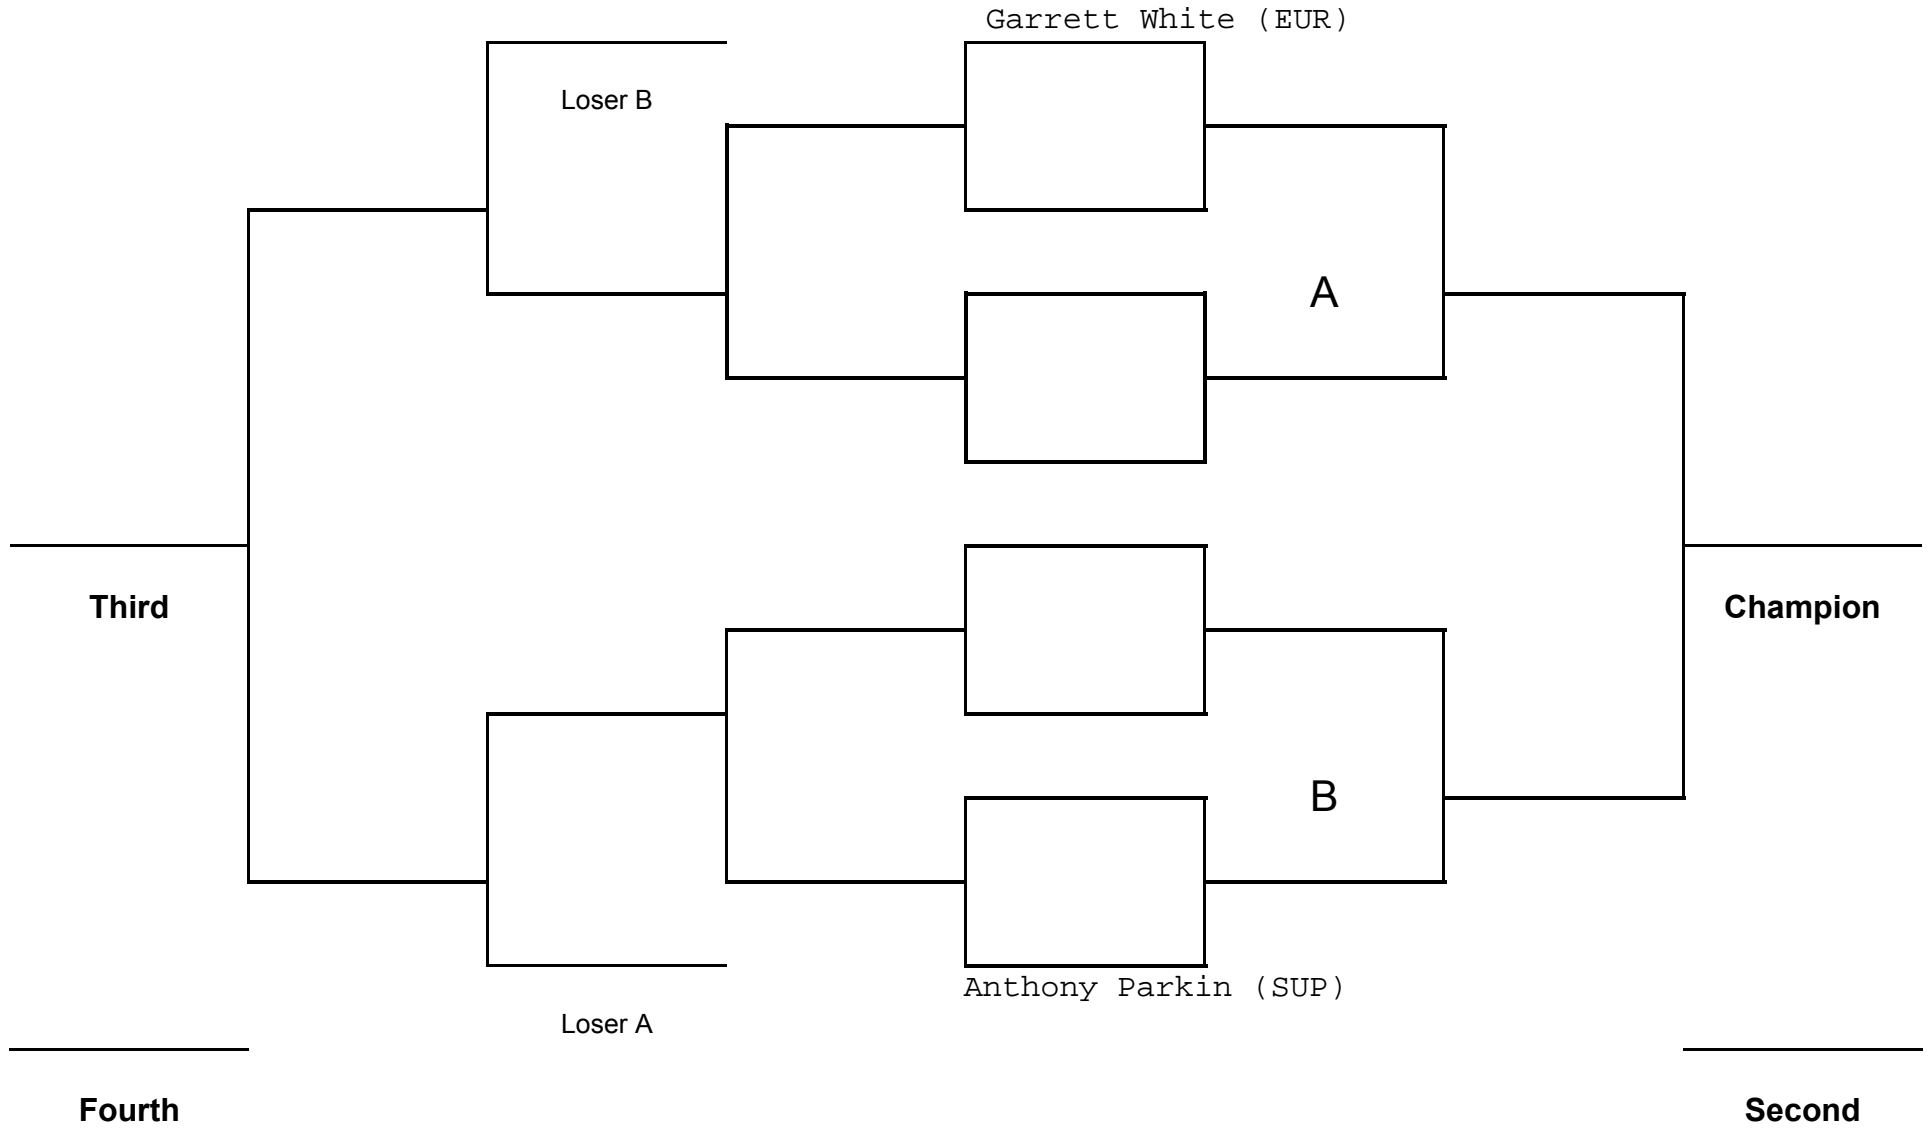 Garrett White (EUR)
Loser B
A
Third
Champion
B
Anthony Parkin (SUP)
Loser A
Fourth
Second